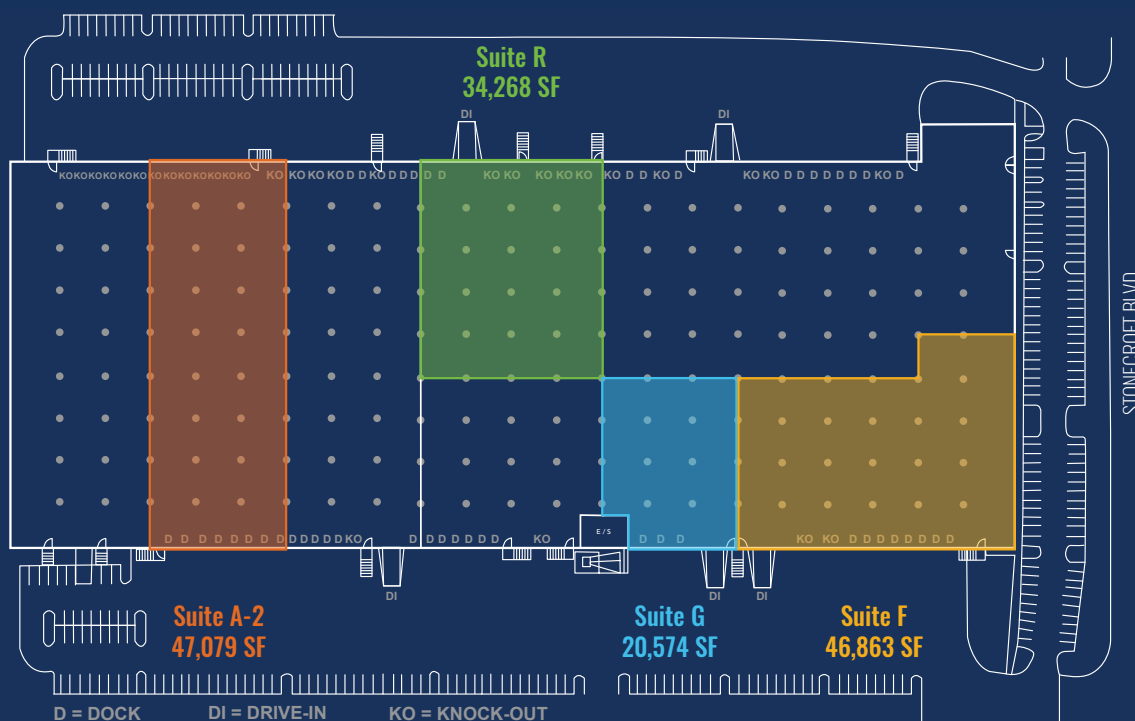 Suite R
34,268 SF
DI
DI
KOKOKOKOKOKOKOKOKOKOKOKOKO
KO KO KO KO D D KO D D D D D D
KO KO KO KO KO
KO D D KO D
KO KO D D D D D D D KO D
STONECROFT BLVD
E / S
D D D D D D D D D D D D D KO
D D D D D D D
KO
D D D
KO KO D D D D D D D
DI
DI
DI
Suite A-2
47,079 SF
Suite G
20,574 SF
Suite F
46,863 SF
D = DOCK
DI = DRIVE-IN
KO = KNOCK-OUT